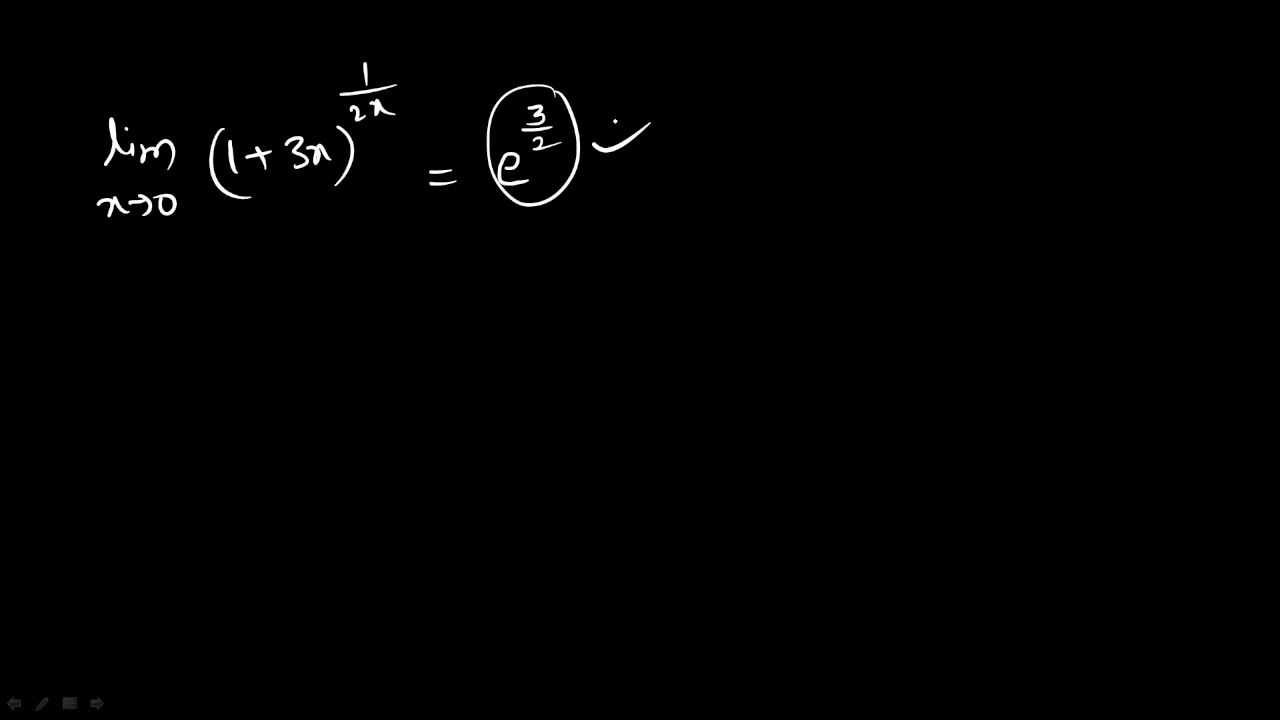 lim x→0 (1 + 3x)^(1/2x) = e^(3/2)